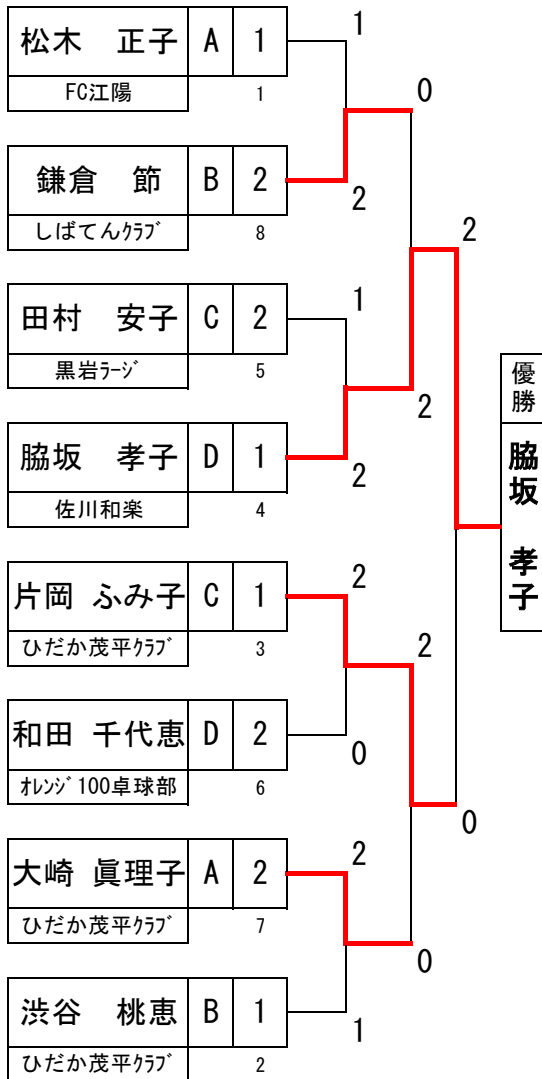 松木　正子 A 1
FC江陽 1
1
0
鎌倉　節 B 2
しばてんｸﾗﾌﾞ 8
2
2
田村　安子 C 2
黒岩ﾗｰｼﾞ 5
1
2
脇坂　孝子 D 1
佐川和楽 4
2
優勝
脇坂　孝子
片岡 ふみ子 C 1
ひだか茂平ｸﾗﾌﾞ 3
2
2
和田 千代恵 D 2
ｵﾚﾝｼﾞ100卓球部 6
0
0
大崎 眞理子 A 2
ひだか茂平ｸﾗﾌﾞ 7
2
0
渋谷　桃恵 B 1
ひだか茂平ｸﾗﾌﾞ 2
1